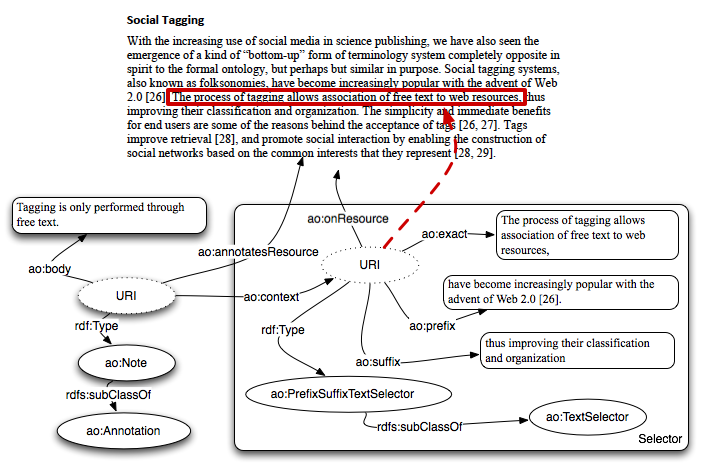 Social Tagging
With the increasing use of social media in science publishing, we have also seen the
emergence of a kind of “bottom-up” form of terminology system completely opposite in
spirit to the formal ontology, but perhaps but similar in purpose. Social tagging systems,
also known as folksonomies, have become increasingly popular with the advent of Web
2.0 [26]. The process of tagging allows association of free text to web resources, thus
improving their classification and organization. The simplicity and immediate benefits
for end users are some of the reasons behind the acceptance of tags [26, 27]. Tags
improve retrieval [28], and promote social interaction by enabling the construction of
social networks based on the common interests that they represent [28, 29].
Tagging is only performed through
free text.
ao:body
URI
rdf:Type
ao:Note
rdfs:subClassOf
ao:Annotation
ao:annotatesResource
ao:context
ao:onResource
URI
ao:exact
The process of tagging allows
association of free text to web
resources,
ao:prefix
have become increasingly popular with the
advent of Web 2.0 [26].
ao:suffix
thus improving their classification
and organization
rdf:Type
ao:PrefixSuffixTextSelector
rdfs:subClassOf
ao:TextSelector
Selector